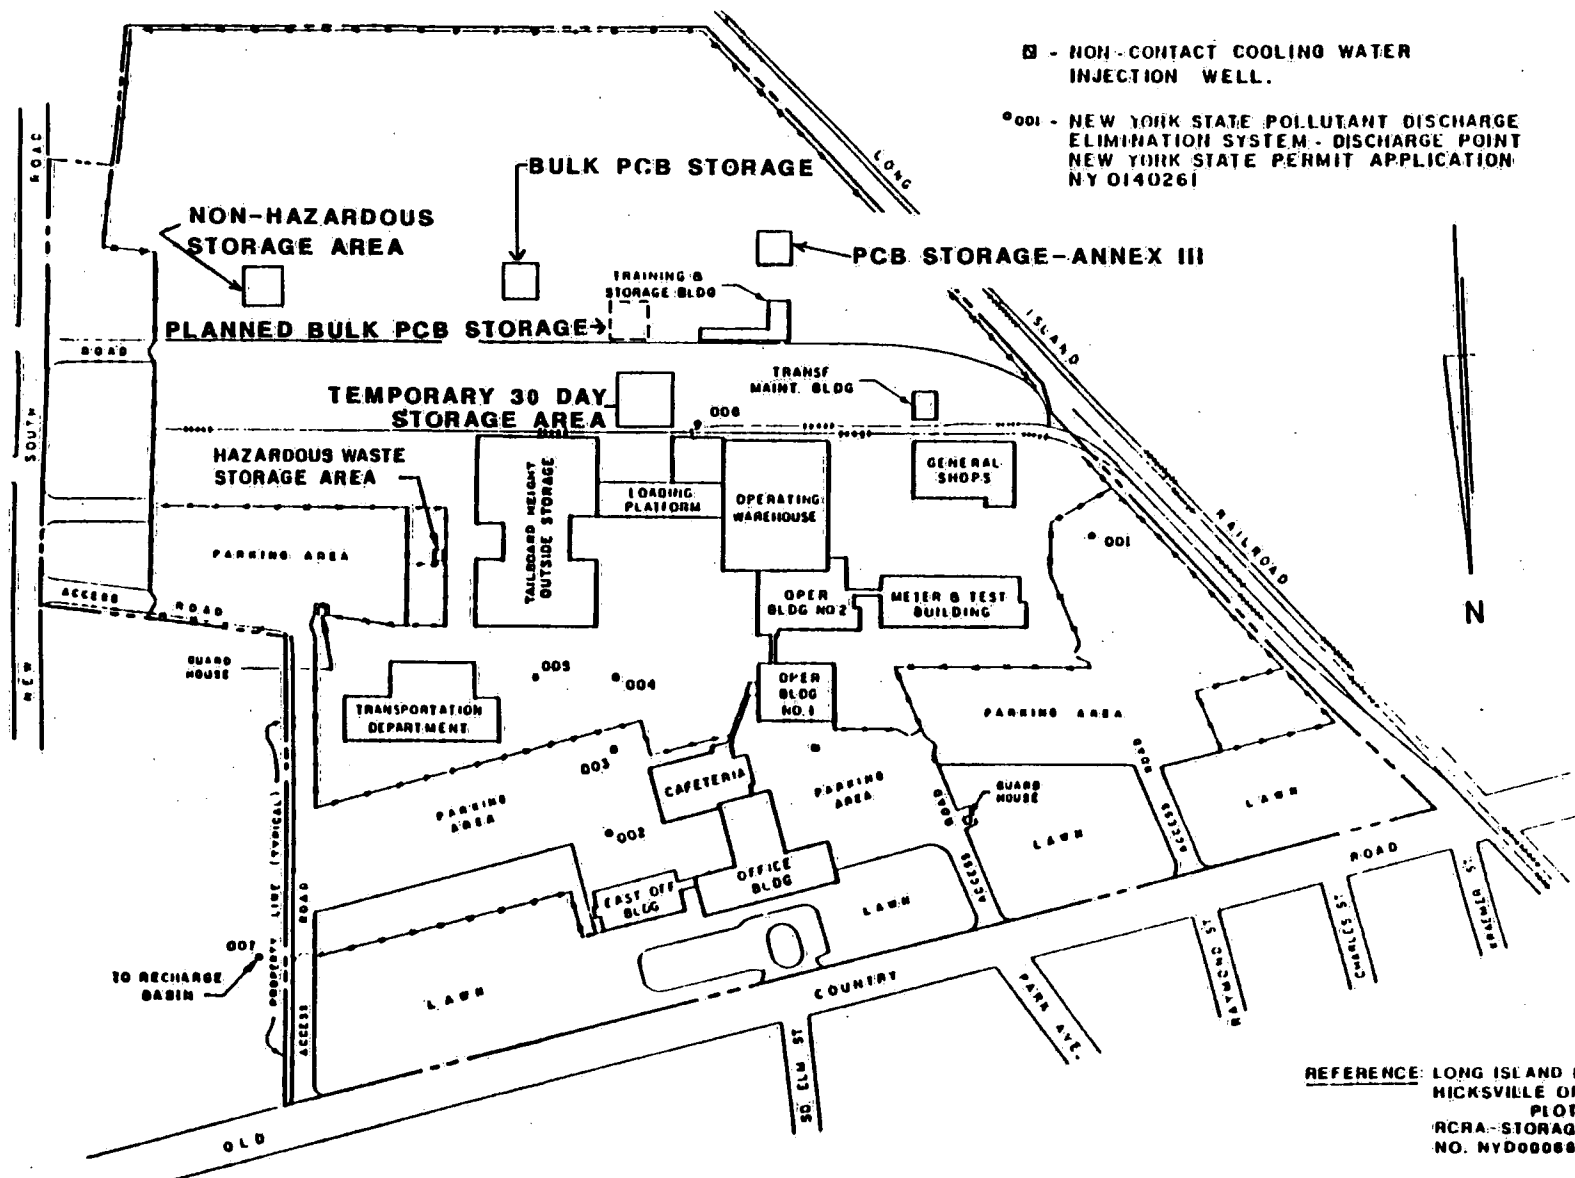 ⊠ - NON-CONTACT COOLING WATER
INJECTION WELL.
001 - NEW YORK STATE POLLUTANT DISCHARGE
ELIMINATION SYSTEM - DISCHARGE POINT
NEW YORK STATE PERMIT APPLICATION
NY 0140261
ROAD
SOUTH
NEW
LONG
ISLAND
RAILROAD
BULK PCB STORAGE
NON-HAZARDOUS
STORAGE AREA
PCB STORAGE-ANNEX III
TRAINING &
STORAGE BLDG
PLANNED BULK PCB STORAGE
ROAD
TRANSF
MAINT. BLDG
TEMPORARY 30 DAY
STORAGE AREA
006
HAZARDOUS WASTE
STORAGE AREA
TAILBOARD HEIGHT
OUTSIDE STORAGE
LOADING
PLATFORM
OPERATING
WAREHOUSE
GENERAL
SHOPS
001
PARKING AREA
ACCESS ROAD
OPER
BLDG NO 2
METER & TEST
BUILDING
N
GUARD
HOUSE
005
004
OPER
BLDG
NO. 1
TRANSPORTATION
DEPARTMENT
PARKING AREA
003
CAFETERIA
PARKING
AREA
PARKING
AREA
GUARD
HOUSE
ACCESS ROAD
ACCESS ROAD
LAWN
LAWN
002
OFFICE
BLDG
EAST OFF
BLDG
LAWN
PROPERTY LINE (TYPICAL)
ACCESS ROAD
007
TO RECHARGE
BASIN
LAWN
OLD COUNTRY ROAD
SO ELM ST
PARK AVE.
RAYMOND ST
CHARLES ST
REFERENCE: LONG ISLAND
HICKSVILLE
PLOT
RCRA-STORAG
NO. NYD00068